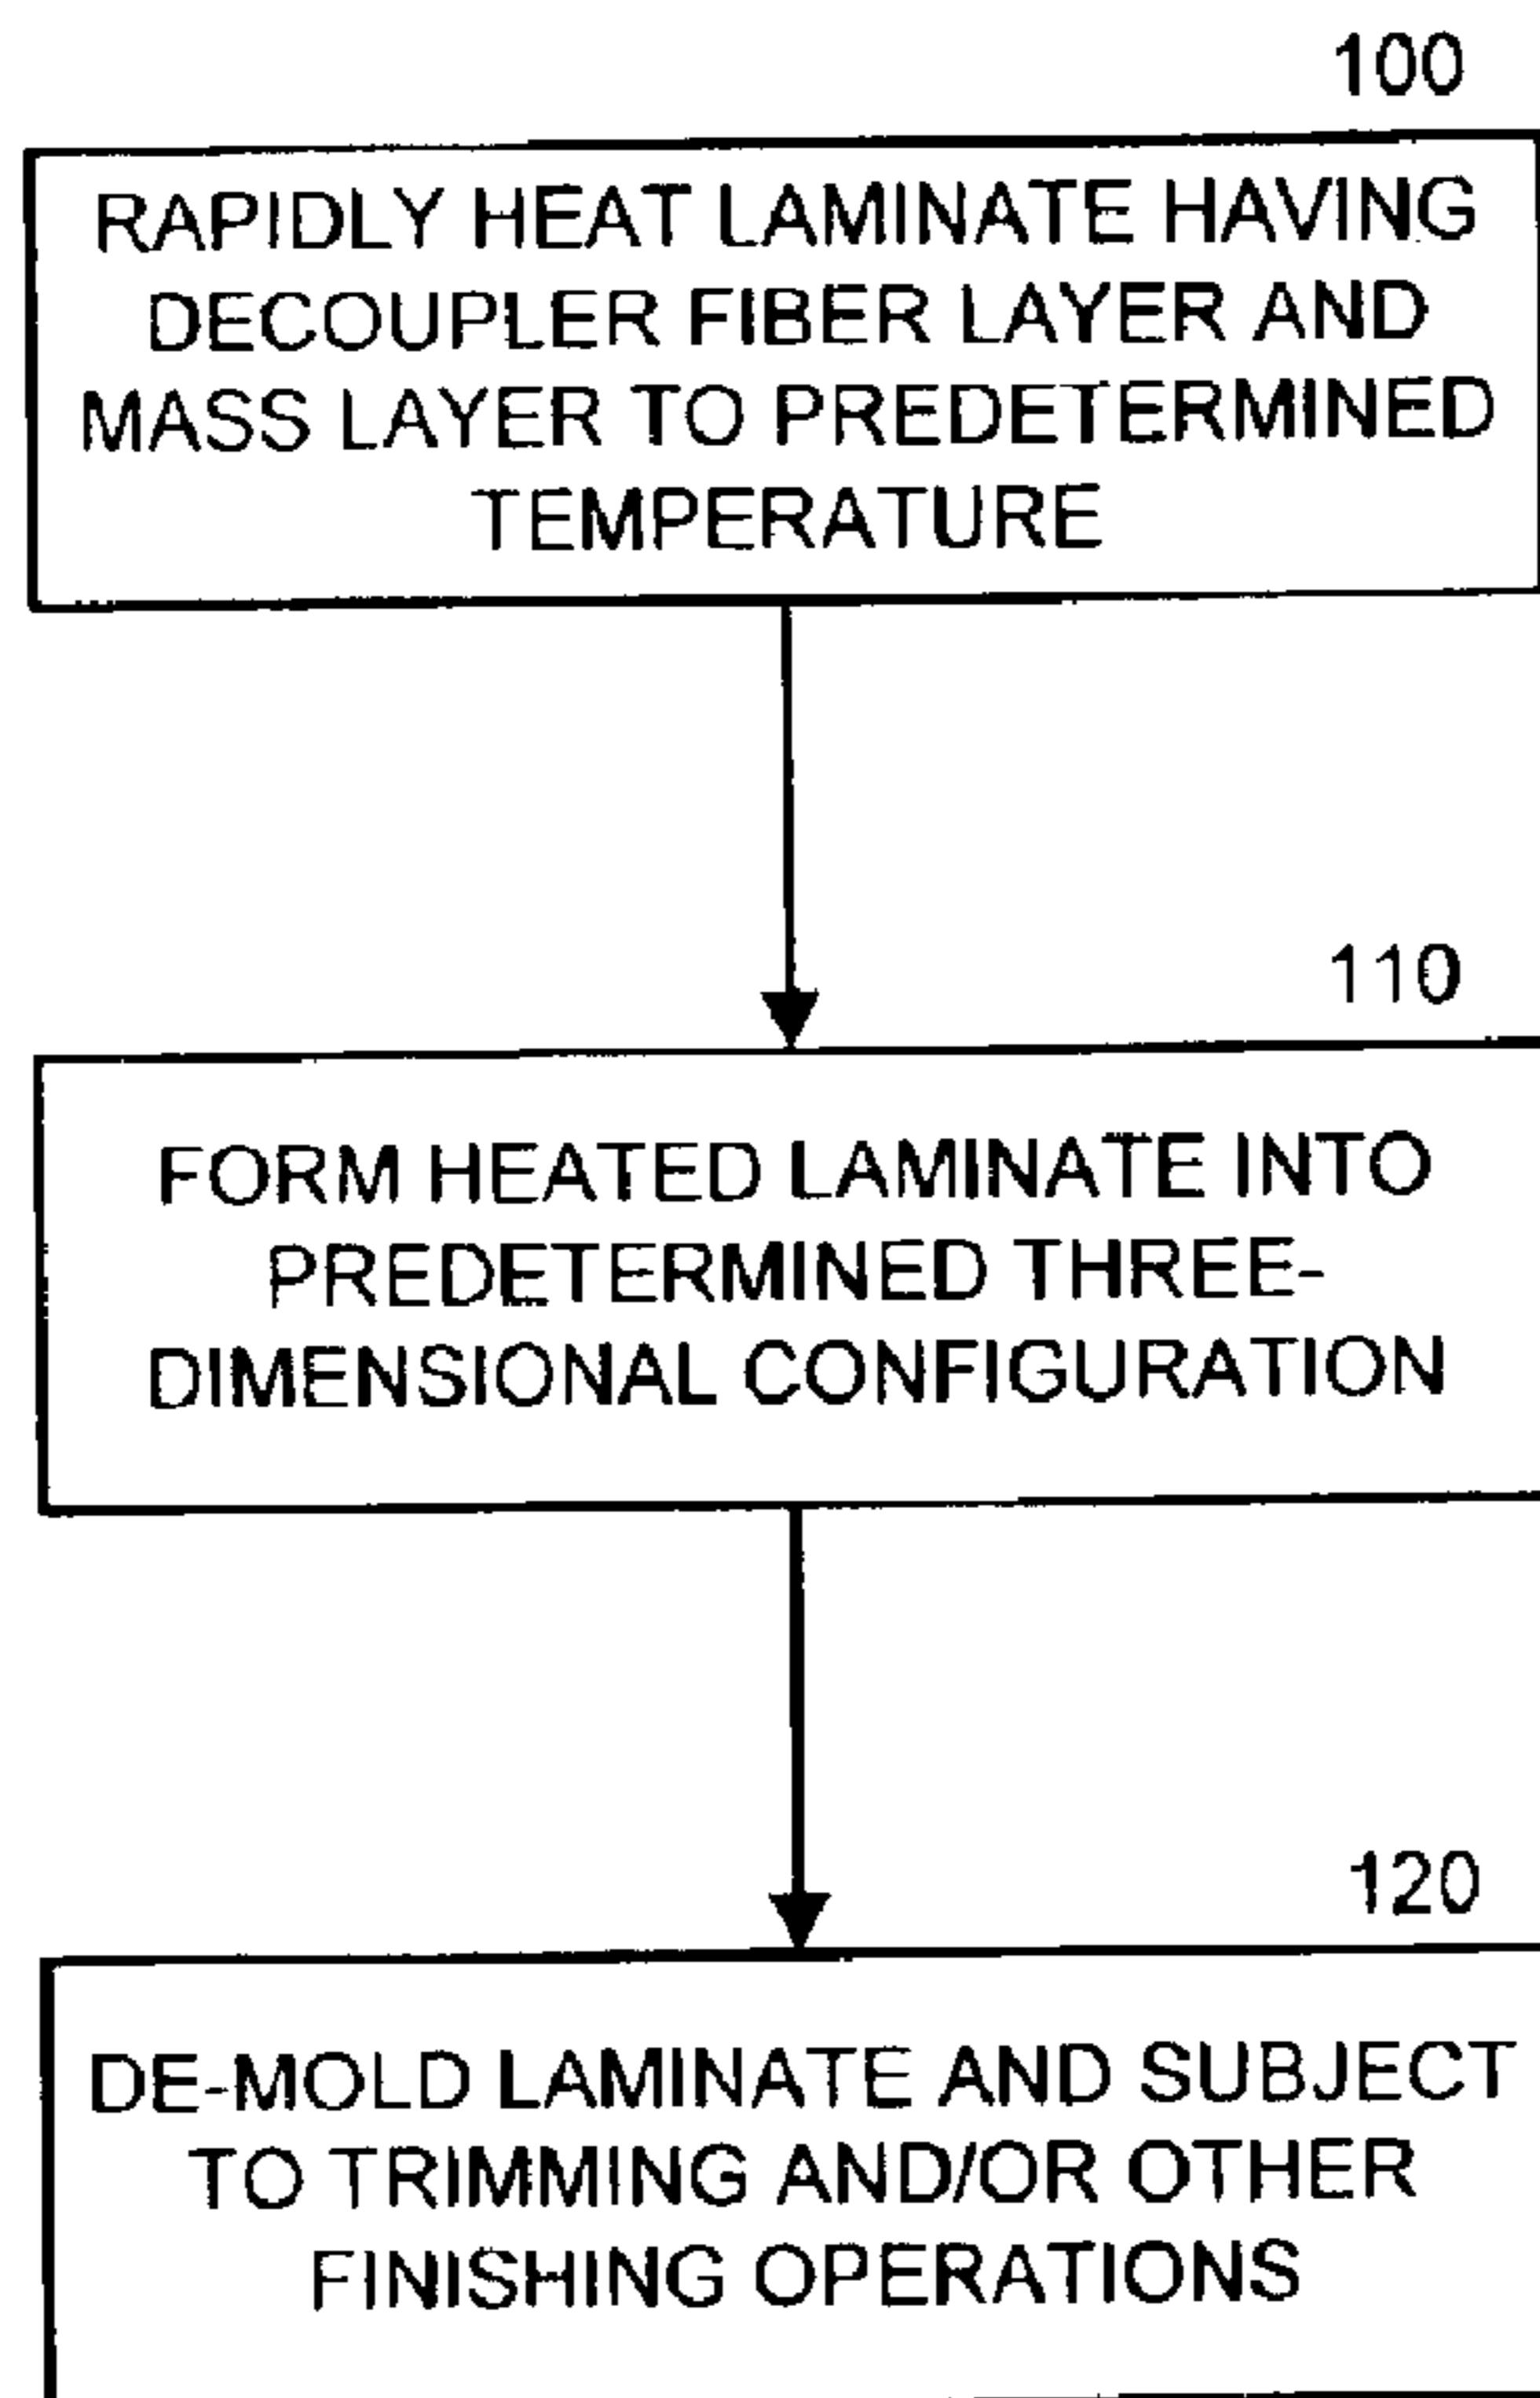 100
RAPIDLY HEAT LAMINATE HAVING
DECOUPLER FIBER LAYER AND
MASS LAYER TO PREDETERMINED
TEMPERATURE
110
FORM HEATED LAMINATE INTO
PREDETERMINED THREE-
DIMENSIONAL CONFIGURATION
120
DE-MOLD LAMINATE AND SUBJECT
TO TRIMMING AND/OR OTHER
FINISHING OPERATIONS